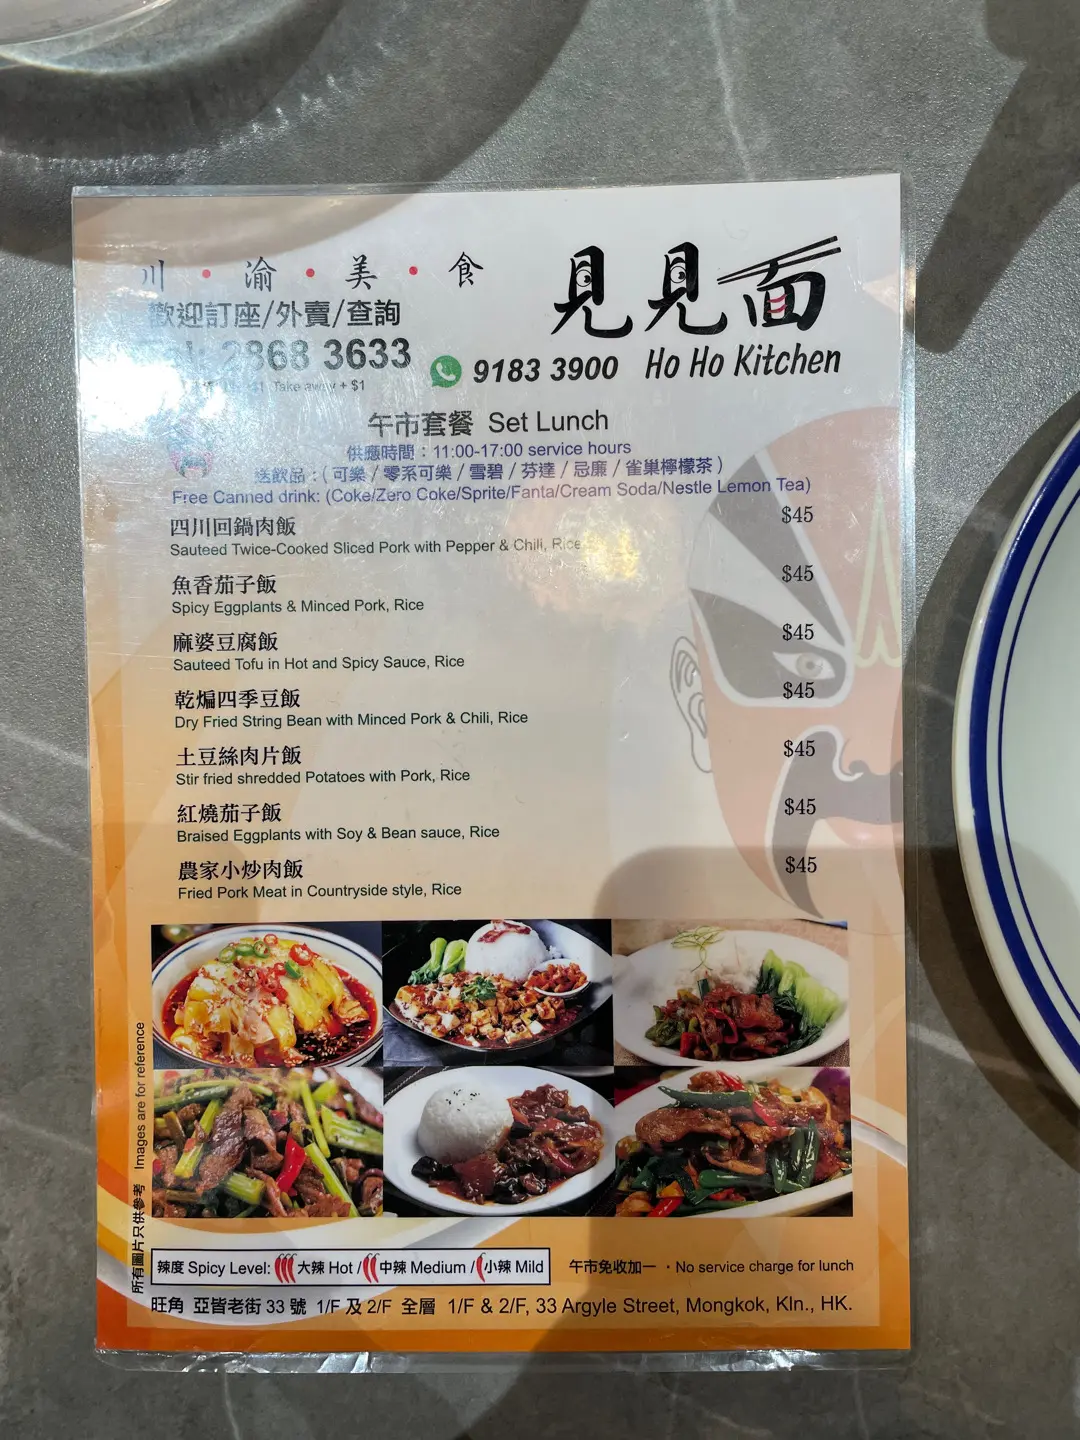 川・渝・美・食
見見面
歡迎訂座/外賣/查詢
Tel: 2868 3633
9183 3900
Ho Ho Kitchen
Take away + $1
午市套餐 Set Lunch
供應時間：11:00-17:00 service hours
送飲品：( 可樂 / 零系可樂 / 雪碧 / 芬達 / 忌廉 / 雀巢檸檬茶 )
Free Canned drink: (Coke/Zero Coke/Sprite/Fanta/Cream Soda/Nestle Lemon Tea)
四川回鍋肉飯 $45
Sauteed Twice-Cooked Sliced Pork with Pepper & Chili, Rice
魚香茄子飯 $45
Spicy Eggplants & Minced Pork, Rice
麻婆豆腐飯 $45
Sauteed Tofu in Hot and Spicy Sauce, Rice
乾煸四季豆飯 $45
Dry Fried String Bean with Minced Pork & Chili, Rice
土豆絲肉片飯 $45
Stir fried shredded Potatoes with Pork, Rice
紅燒茄子飯 $45
Braised Eggplants with Soy & Bean sauce, Rice
農家小炒肉飯 $45
Fried Pork Meat in Countryside style, Rice
所有圖片只供參考 Images are for reference
辣度 Spicy Level: 大辣 Hot / 中辣 Medium / 小辣 Mild
午市免收加一・No service charge for lunch
旺角 亞皆老街 33 號 1/F 及 2/F 全層 1/F & 2/F, 33 Argyle Street, Mongkok, Kln., HK.